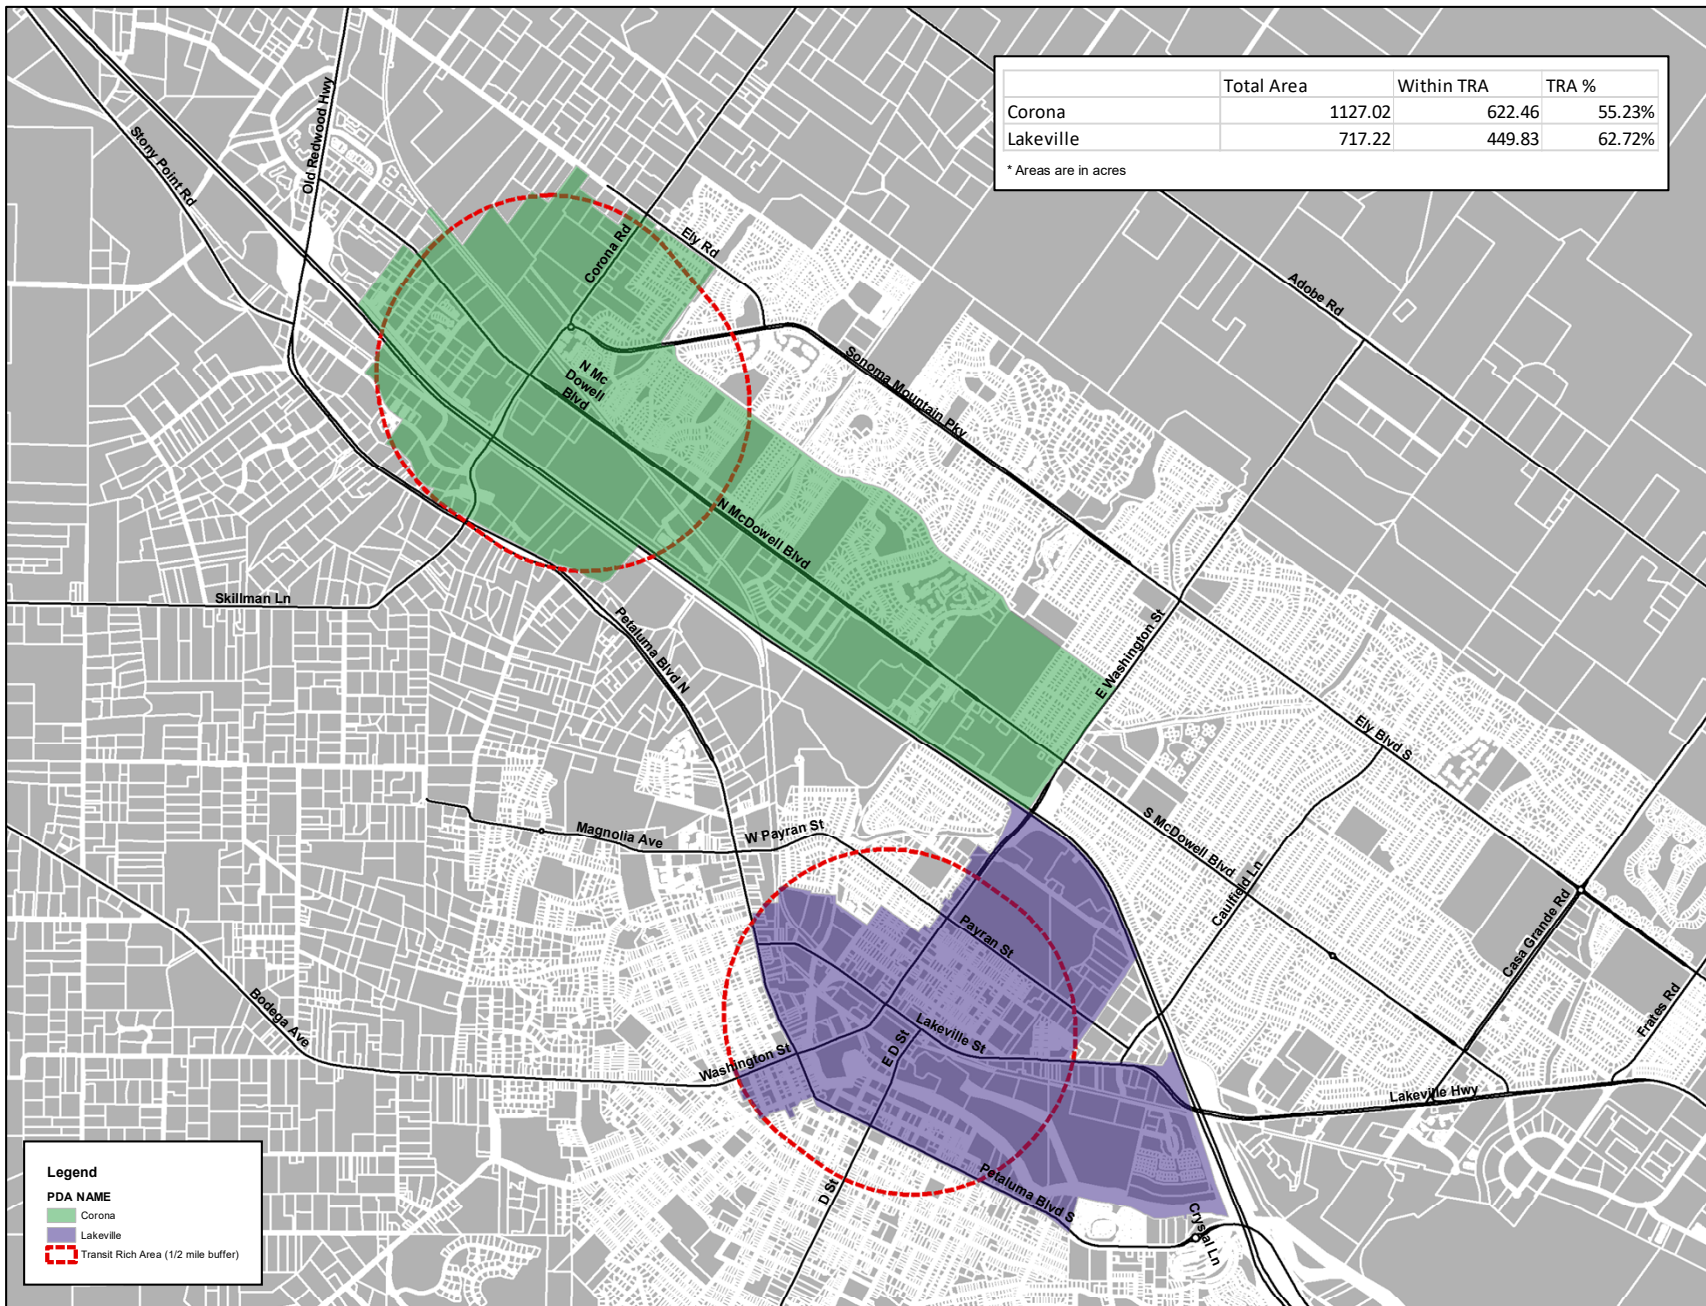 Total Area Within TRA TRA %
Corona 1127.02 622.46 55.23%
Lakeville 717.22 449.83 62.72%
* Areas are in acres
Old Redwood Hwy
Stony Point Rd
Corona Rd
Ely Rd
Adobe Rd
N Mc
Dowell
Blvd
Sonoma Mountain Pky
N McDowell Blvd
Skillman Ln
Petaluma Blvd N
E Washington St
Ely Blvd S
Magnolia Ave
W Payran St
S McDowell Blvd
Caulfield Ln
Casa Grande Rd
Payran St
Frates Rd
Bodega Ave
Lakeville St
E D St
Washington St
Lakeville Hwy
Petaluma Blvd S
D St
Crystal Ln
Legend
PDA NAME
Corona
Lakeville
Transit Rich Area (1/2 mile buffer)